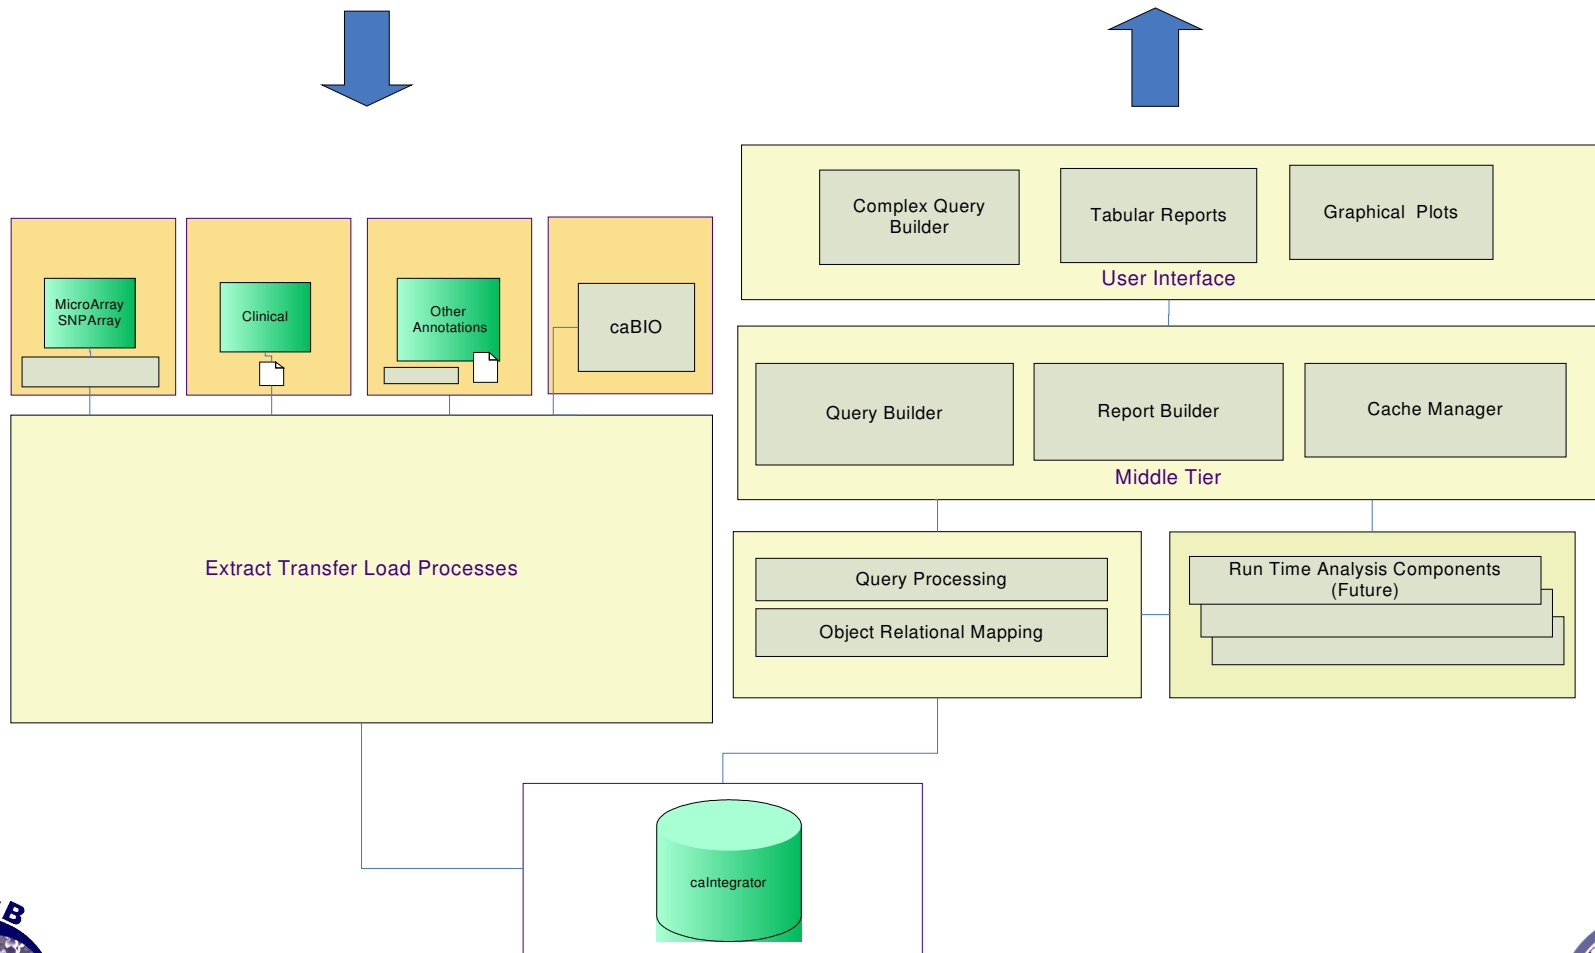 Complex Query
Builder
Tabular Reports
Graphical Plots
User Interface
MicroArray
SNPArray
Clinical
Other
Annotations
caBIO
Query Builder
Report Builder
Cache Manager
Middle Tier
Extract Transfer Load Processes
Query Processing
Object Relational Mapping
Run Time Analysis Components
(Future)
caIntegrator
B